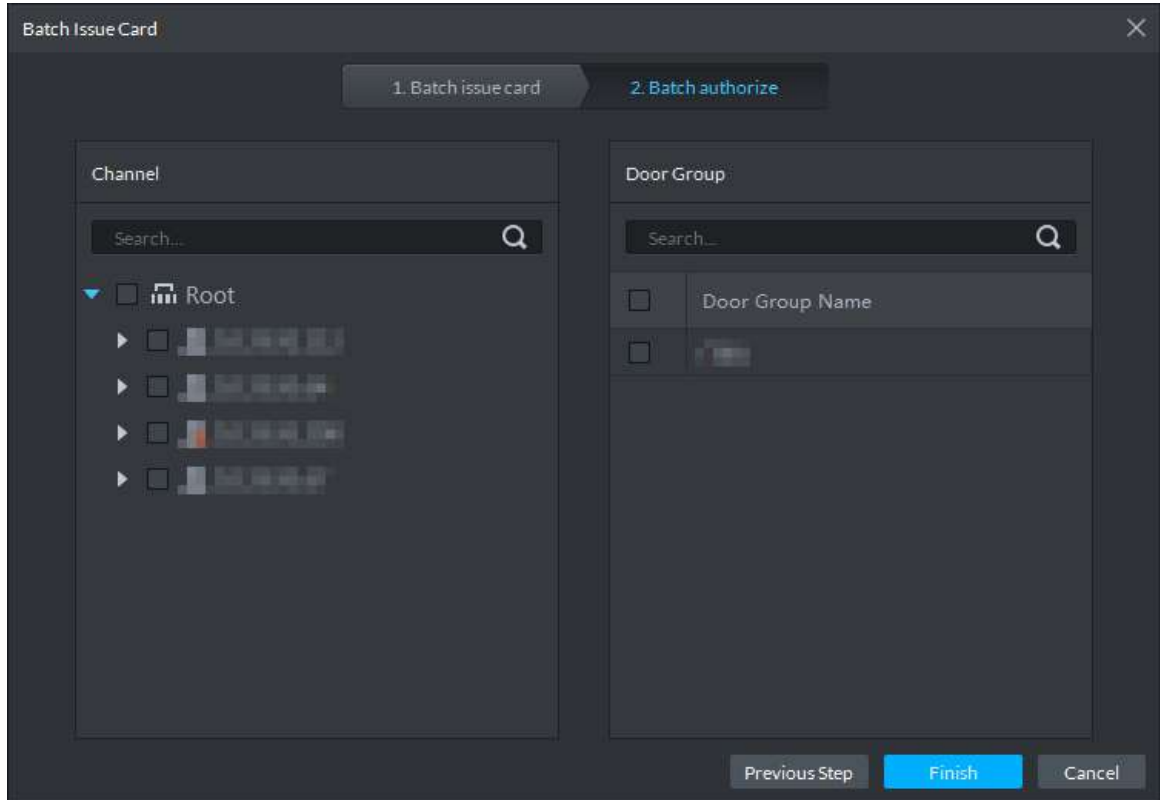 Batch Issue Card
1. Batch issue card
2. Batch authorize
Channel
Search...
Root
Door Group
Search...
Door Group Name
Previous Step
Finish
Cancel